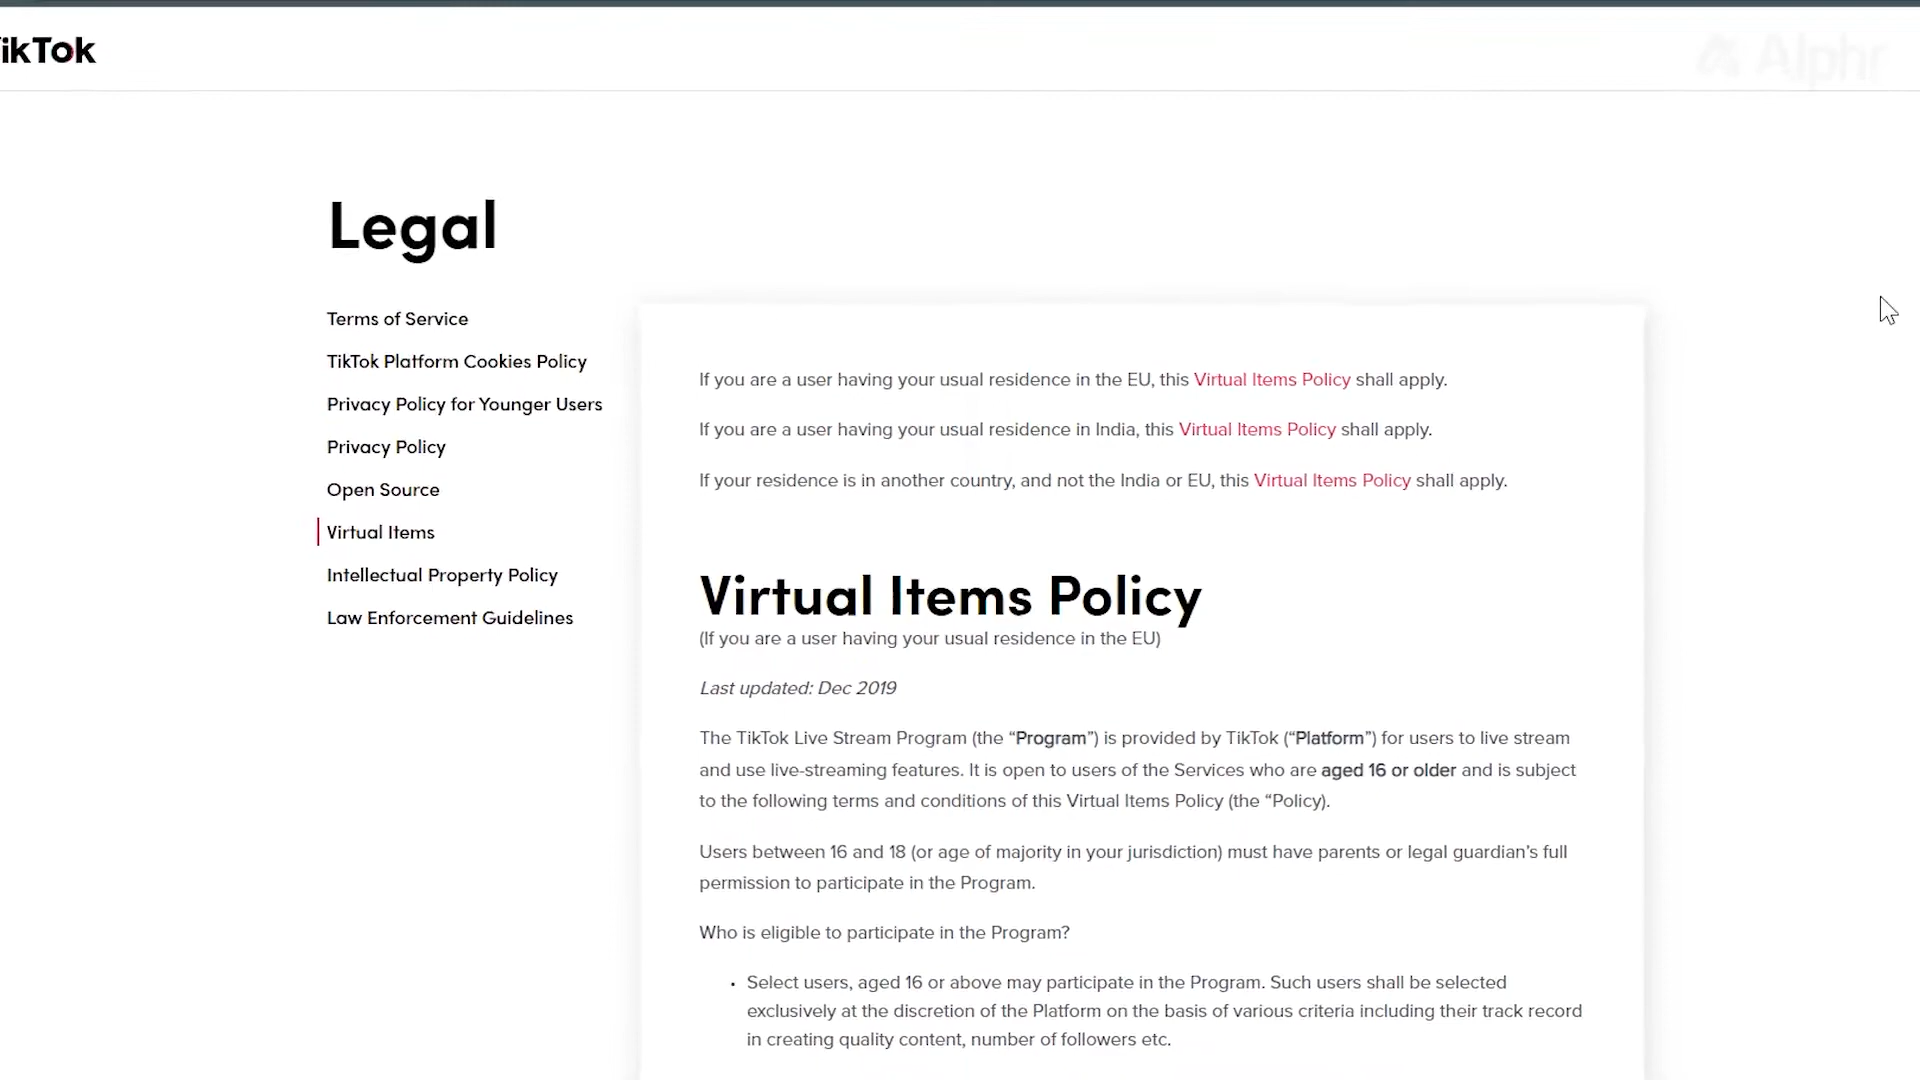 ikTok
Alphr
Legal
Terms of Service
TikTok Platform Cookies Policy
Privacy Policy for Younger Users
Privacy Policy
Open Source
Virtual Items
Intellectual Property Policy
Law Enforcement Guidelines
If you are a user having your usual residence in the EU, this Virtual Items Policy shall apply.
If you are a user having your usual residence in India, this Virtual Items Policy shall apply.
If your residence is in another country, and not the India or EU, this Virtual Items Policy shall apply.
Virtual Items Policy
(If you are a user having your usual residence in the EU)
Last updated: Dec 2019
The TikTok Live Stream Program (the “Program”) is provided by TikTok (“Platform”) for users to live stream
and use live-streaming features. It is open to users of the Services who are aged 16 or older and is subject
to the following terms and conditions of this Virtual Items Policy (the “Policy).
Users between 16 and 18 (or age of majority in your jurisdiction) must have parents or legal guardian’s full
permission to participate in the Program.
Who is eligible to participate in the Program?
• Select users, aged 16 or above may participate in the Program. Such users shall be selected
exclusively at the discretion of the Platform on the basis of various criteria including their track record
in creating quality content, number of followers etc.